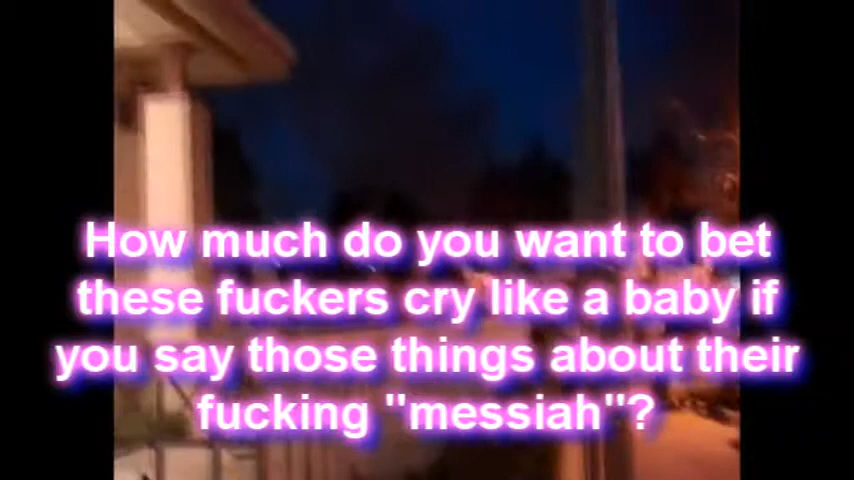 How much do you want to bet
these fuckers cry like a baby if
you say those things about their
fucking "messiah"?